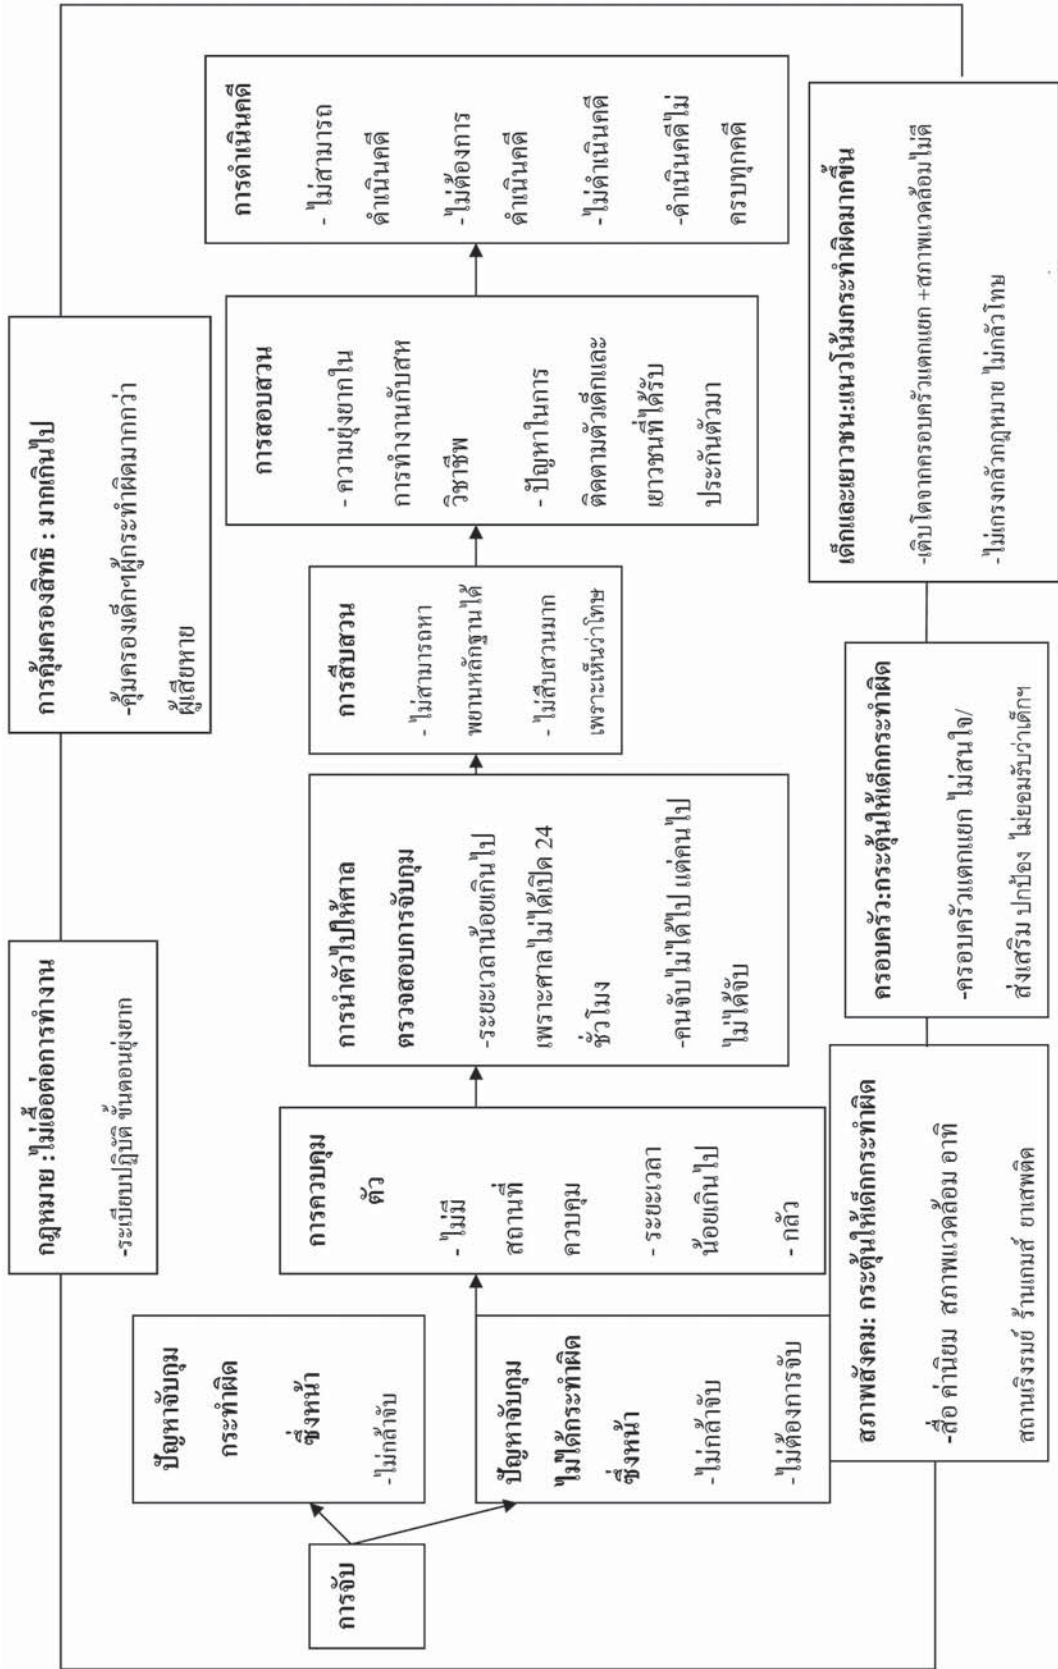 กฎหมาย : ไม่เอื้อต่อการทำงาน
-ระเบียบปฏิบัติ ขั้นตอนยุ่งยาก
การคุ้มครองสิทธิ : มากเกินไป
-คุ้มครองเด็กฯผู้กระทำผิดมากกว่า
ผู้เสียหาย
การจับ
ปัญหาจับกุม
กระทำผิด
ซึ่งหน้า
-ไม่กล้าจับ
ปัญหาจับกุม
ไม่ได้กระทำผิด
ซึ่งหน้า
-ไม่กล้าจับ
-ไม่ต้องการจับ
การควบคุม
ตัว
- ไม่มี
สถานที่
ควบคุม
- ระยะเวลา
น้อยเกินไป
- กลัว
การนำตัวไปให้ศาล
ตรวจสอบการจับกุม
-ระยะเวลาน้อยเกินไป
เพราะศาลไม่ได้เปิด 24
ชั่วโมง
-คนจับไม่ได้ไป แต่คนไป
ไม่ได้จับ
การสืบสวน
- ไม่สามารถหา
พยานหลักฐานได้
- ไม่สืบสวนมาก
เพราะเห็นว่าโทษ
การสอบสวน
- ความยุ่งยากใน
การทำงานกับสห
วิชาชีพ
- ปัญหาในการ
ติดตามตัวเด็กและ
เยาวชนที่ได้รับ
ประกันตัวมา
การดำเนินคดี
- ไม่สามารถ
ดำเนินคดี
-ไม่ต้องการ
ดำเนินคดี
-ไม่ดำเนินคดี
-ดำเนินคดีไม่
ครบทุกคดี
สภาพสังคม: กระตุ้นให้เด็กกระทำผิด
-สื่อ ค่านิยม สภาพแวดล้อม อาทิ
สถานเริงรมย์ ร้านเกมส์ ยาเสพติด
ครอบครัว:กระตุ้นให้เด็กกระทำผิด
-ครอบครัวแตกแยก ไม่สนใจ/
ส่งเสริม ปกป้อง ไม่ยอมรับว่าเด็กฯ
เด็กและเยาวชน:แนวโน้มกระทำผิดมากขึ้น
-เติบโตจากครอบครัวแตกแยก +สภาพแวดล้อมไม่ดี
-ไม่เกรงกลัวกฎหมาย ไม่กลัวโทษ